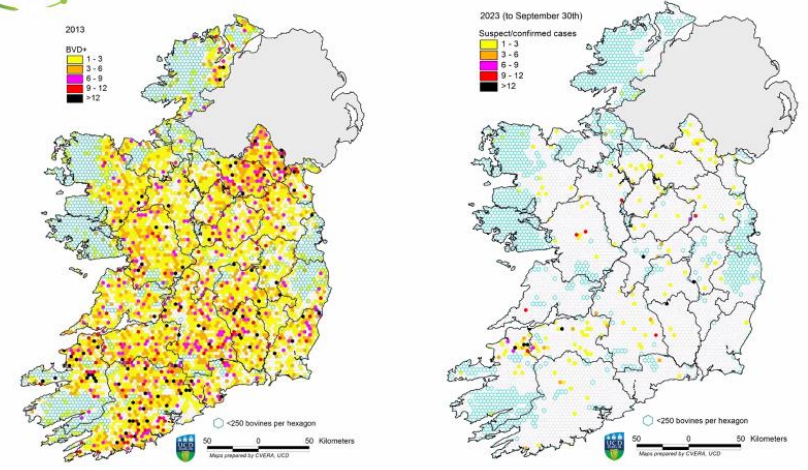 2013
BVD+
1 - 3
3 - 6
6 - 9
9 - 12
>12
<250 bovines per hexagon
UCD
50 0 50 Kilometers
Maps prepared by CVERA, UCD
2023 (to September 30th)
Suspect/confirmed cases
1 - 3
3 - 6
6 - 9
9 - 12
>12
<250 bovines per hexagon
UCD
50 0 50 Kilometers
Maps prepared by CVERA, UCD